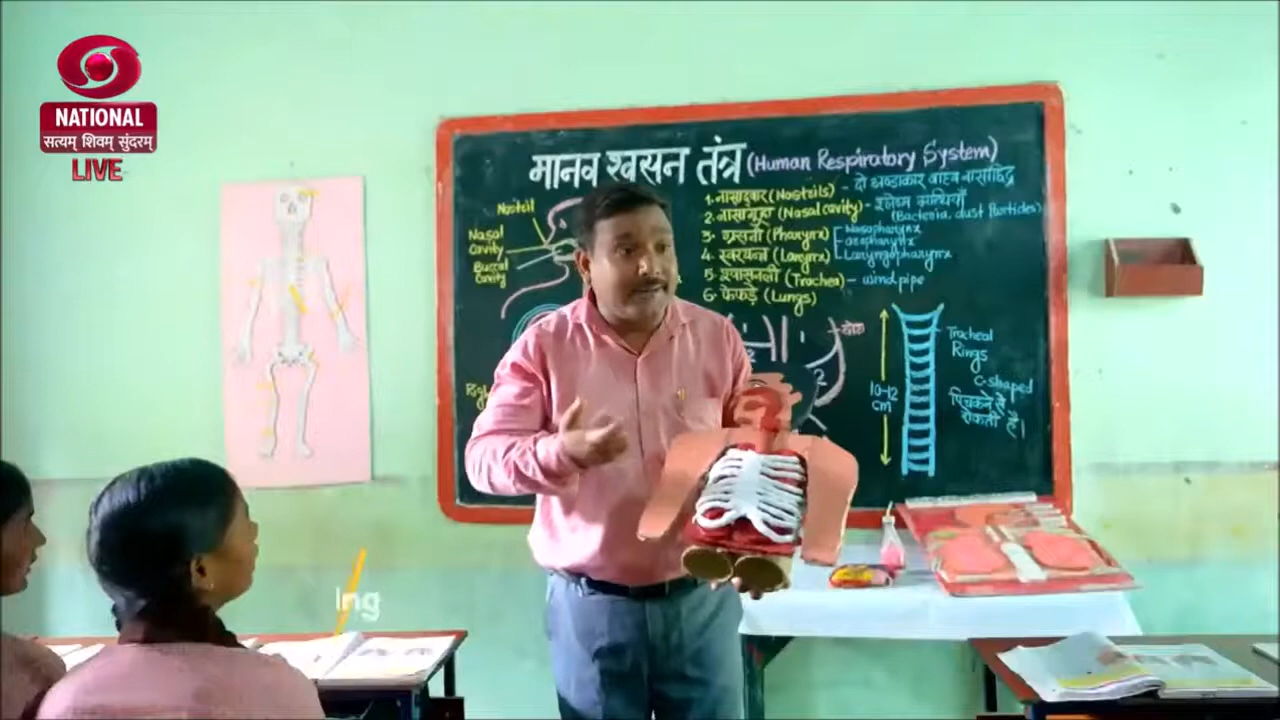 NATIONAL
सत्यम् शिवम् सुंदरम्
LIVE
मानव श्वसन तंत्र (Human Respiratory System)
1. नासाद्वार (Nostrils) - दो अण्डाकार बाह्य नासाछिद्र
2. नासागुहा (Nasal cavity) - श्लेष्म ग्रन्थियाँ
(Bacteria, dust Particles)
3. ग्रसनी (Pharynx)
Nasopharynx
oropharynx
Laryngopharynx
4. स्वरयन्त्र (Larynx)
5. श्वासनली (Trachea) - windpipe
6. फेफड़े (Lungs)
Nostril
Nasal
Cavity
Buccal
Cavity
10-12
cm
Tracheal
Rings
C-shaped
पिचकने से
रोकती हैं।
ing